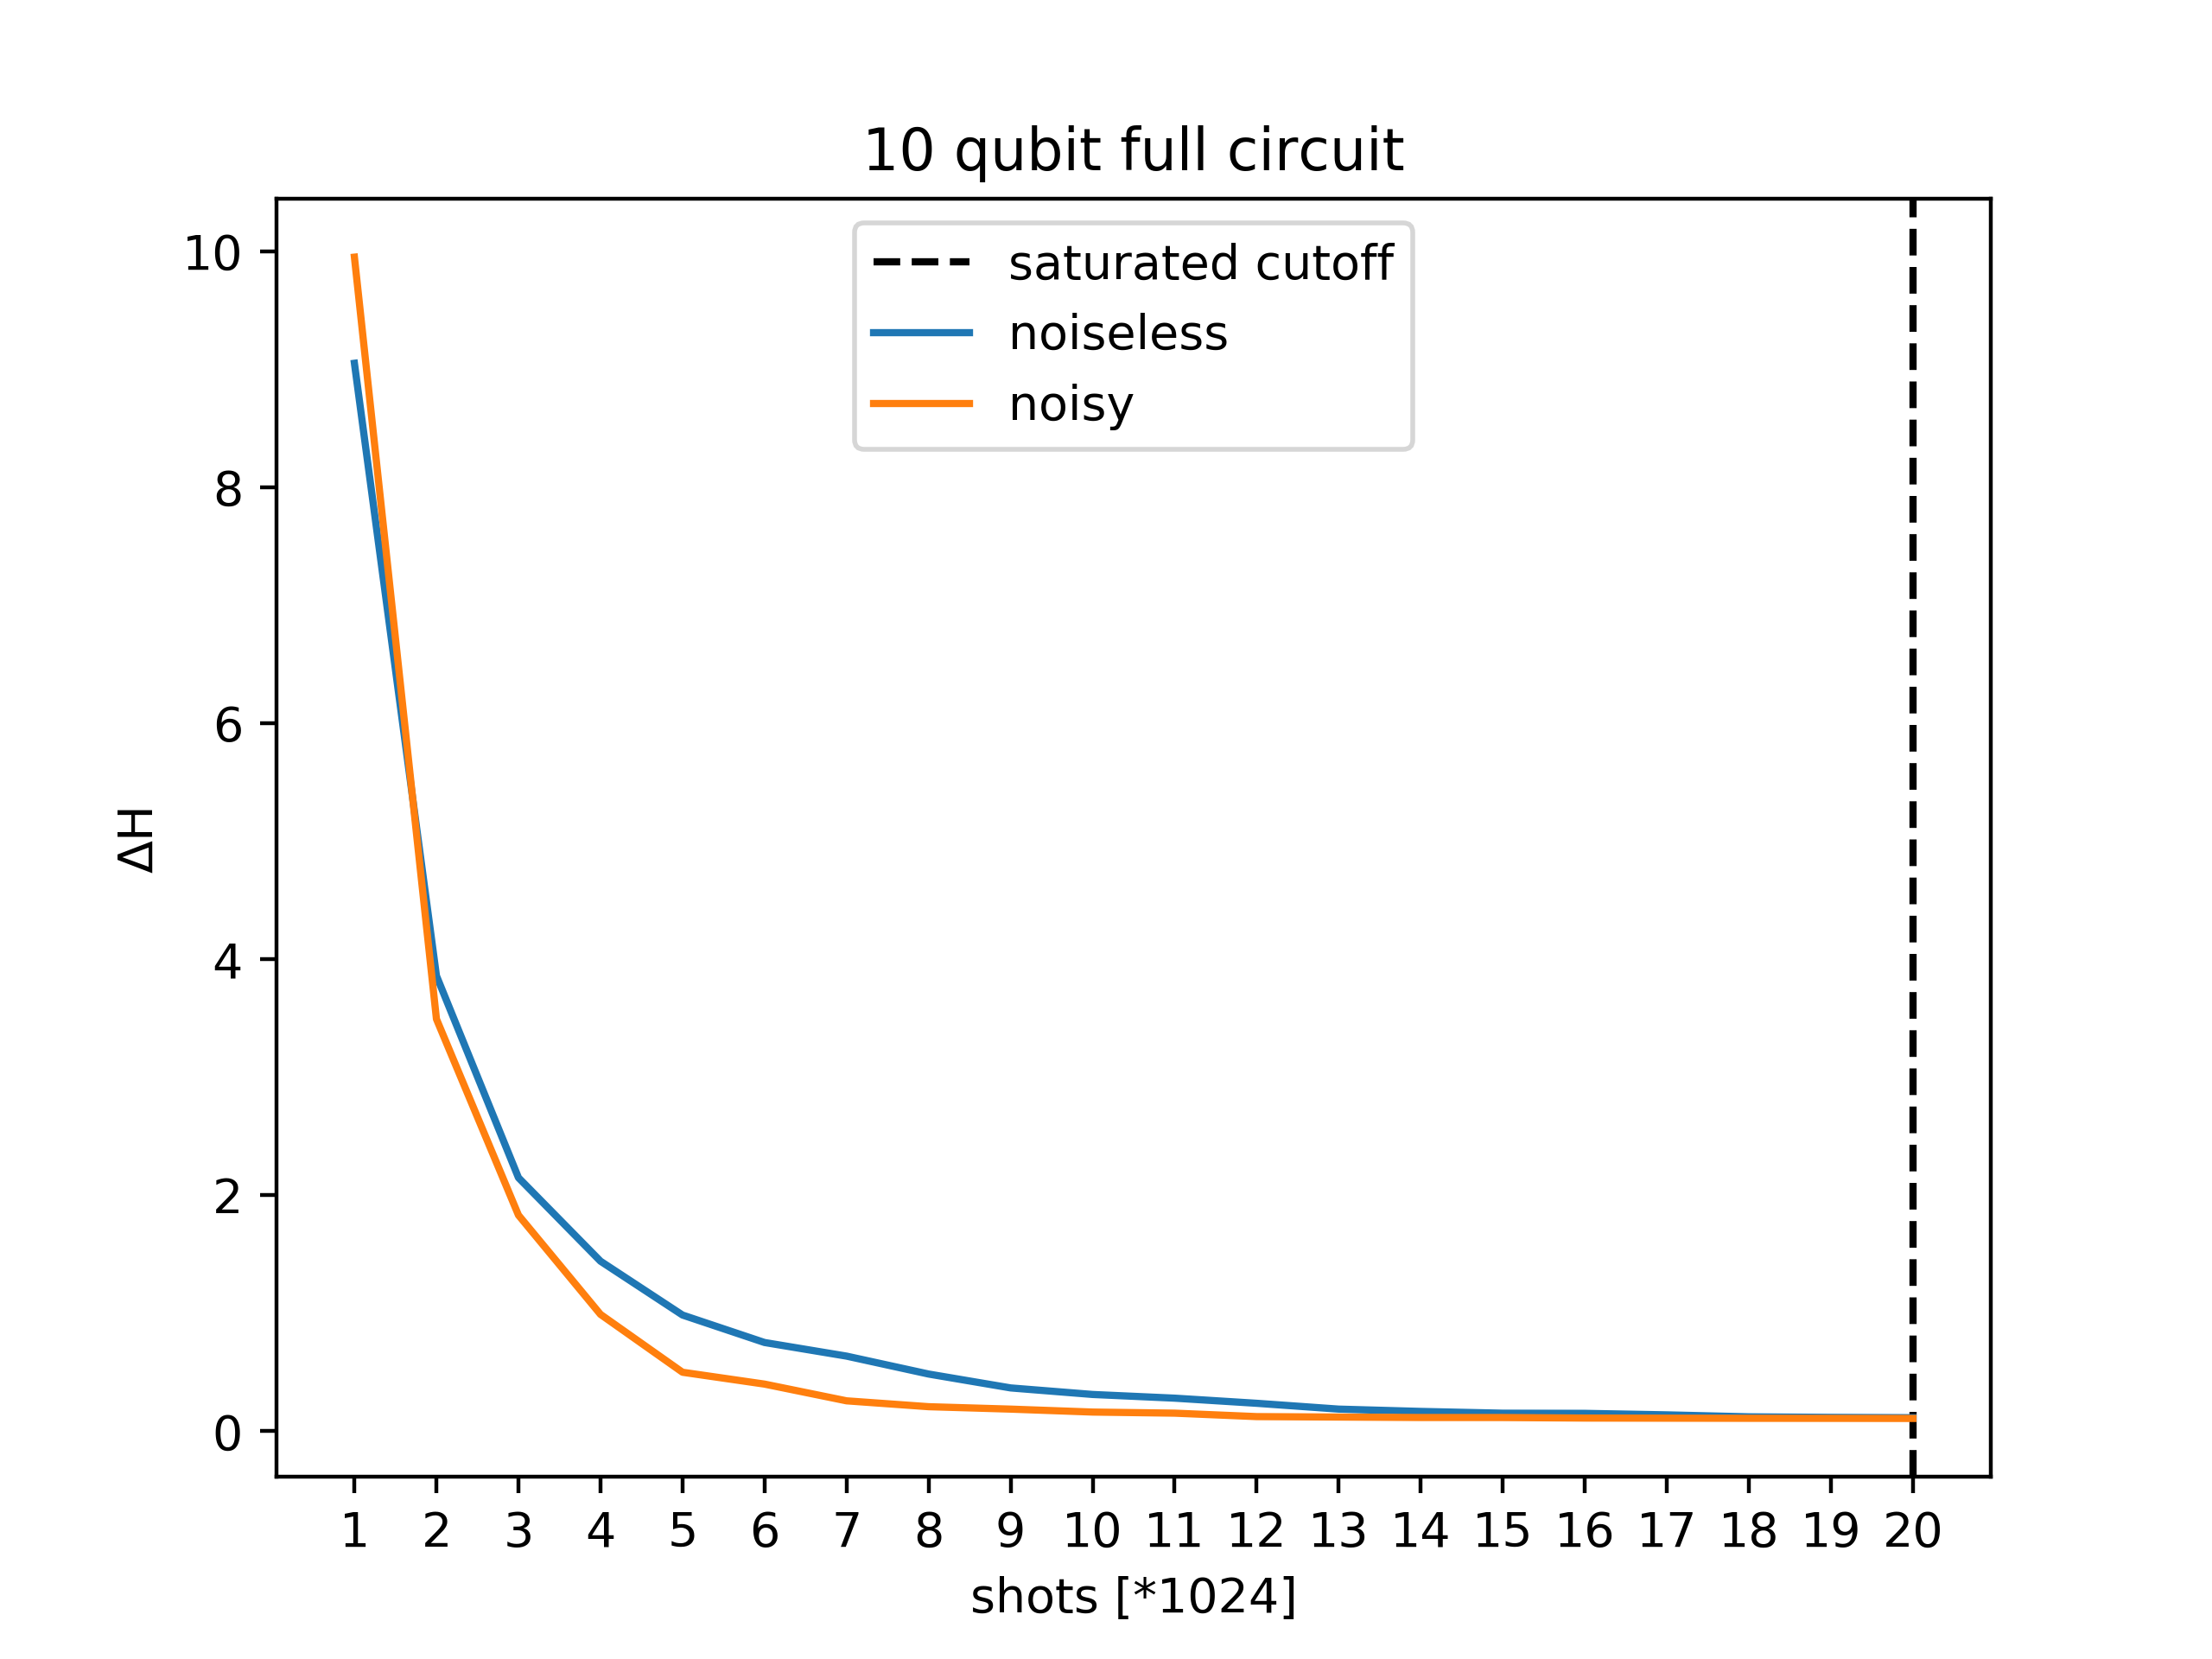 10 qubit full circuit
saturated cutoff
noiseless
noisy
10
8
6
4
2
0
ΔH
1 2 3 4 5 6 7 8 9 10 11 12 13 14 15 16 17 18 19 20
shots [*1024]